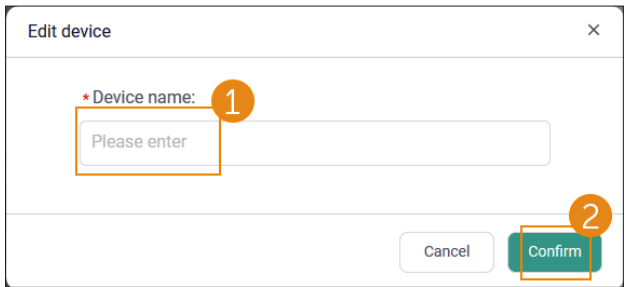 Edit device
×
* Device name:
1
Please enter
2
Cancel
Confirm